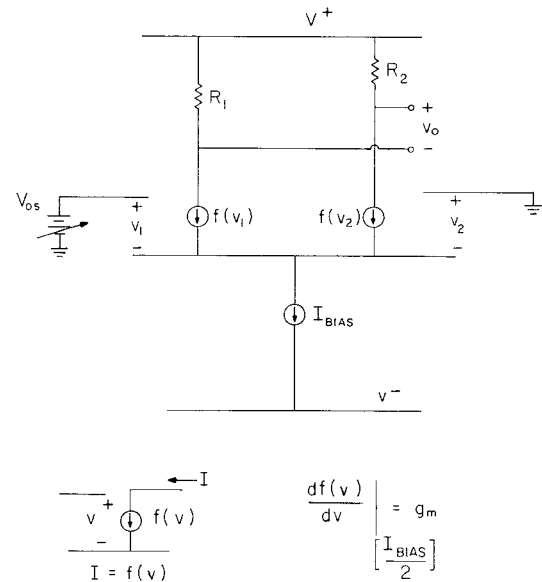 V+
R1
R2
+
vo
−
Vos
+
v1
−
f(v1)
f(v2)
+
v2
−
IBIAS
v−
I
+
v
−
f(v)
I = f(v)
df(v)
dv
= gm
[IBIAS
2]